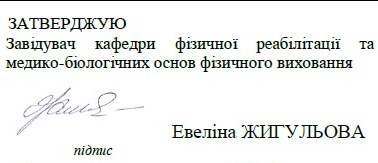 ЗАТВЕРДЖУЮ
Завідувач кафедри фізичної реабілітації та
медико-біологічних основ фізичного виховання
Евеліна ЖИГУЛЬОВА
підпис